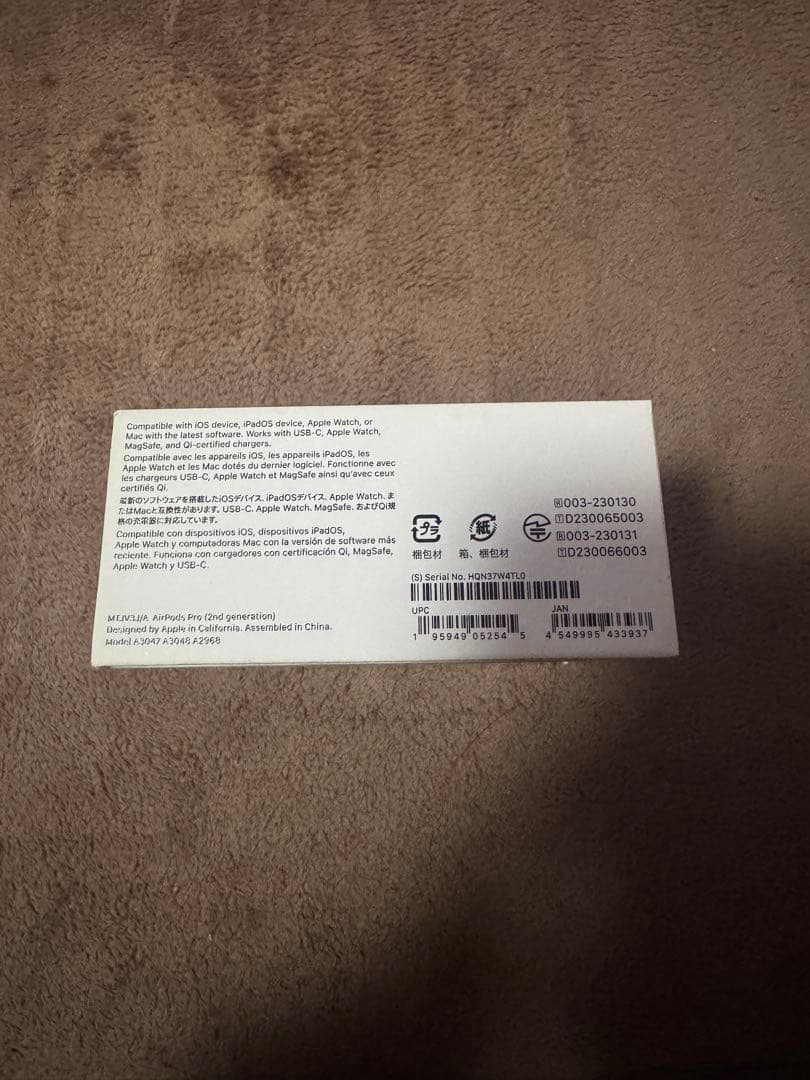 Compatible with iOS device, iPadOS device, Apple Watch, or
Mac with the latest software. Works with USB-C, Apple Watch,
MagSafe, and Qi-certified chargers.
Compatible avec les appareils iOS, les appareils iPadOS, les
Apple Watch et les Mac dotés du dernier logiciel. Fonctionne avec
les chargeurs USB-C, Apple Watch et MagSafe ainsi qu'avec ceux
certifiés Qi.
最新のソフトウェアを搭載したiOSデバイス、iPadOSデバイス、Apple Watch、ま
たはMacと互換性があります。USB-C、Apple Watch、MagSafe、およびQi規
格の充電器に対応しています。
Compatible con dispositivos iOS, dispositivos iPadOS,
Apple Watch y computadoras Mac con la versión de software más
reciente. Funciona con cargadores con certificación Qi, MagSafe,
Apple Watch y USB-C.
MTJV3J/A AirPods Pro (2nd generation)
Designed by Apple in California. Assembled in China.
Model A3047 A3048 A2968
プラ
梱包材
紙
箱、梱包材
R 003-230130
T D230065003
R 003-230131
T D230066003
(S) Serial No. HQN37W4TL0
UPC
1 95949 05254 5
JAN
4 549995 433937